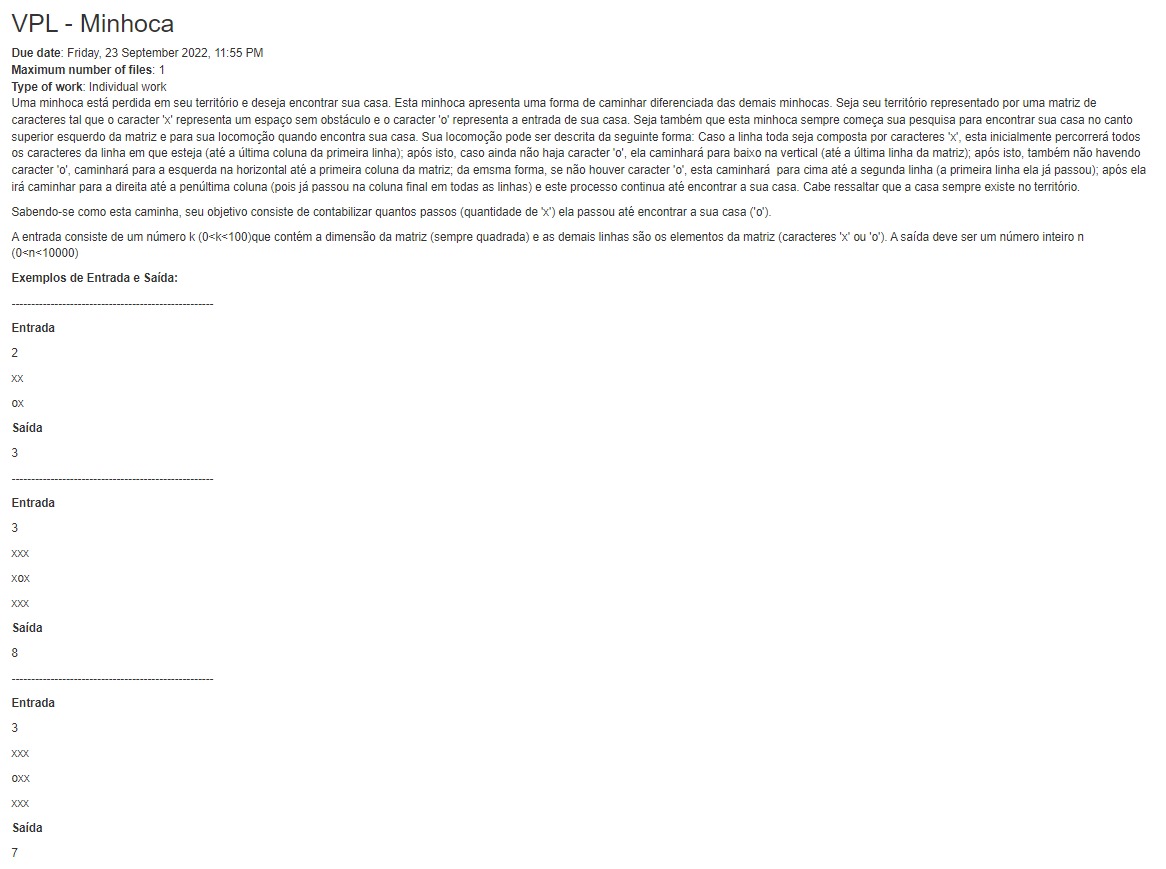 VPL - Minhoca
Due date: Friday, 23 September 2022, 11:55 PM
Maximum number of files: 1
Type of work: Individual work
Uma minhoca está perdida em seu território e deseja encontrar sua casa. Esta minhoca apresenta uma forma de caminhar diferenciada das demais minhocas. Seja seu território representado por uma matriz de
caracteres tal que o caracter 'x' representa um espaço sem obstáculo e o caracter 'o' representa a entrada de sua casa. Seja também que esta minhoca sempre começa sua pesquisa para encontrar sua casa no canto
superior esquerdo da matriz e para sua locomoção quando encontra sua casa. Sua locomoção pode ser descrita da seguinte forma: Caso a linha toda seja composto por caracteres 'x', esta inicialmente percorrerá todos
os caracteres da linha em que esteja (até a última coluna da primeira linha); após isto, caso ainda não haja caracter 'o', ela caminhará para baixo na vertical (até a última linha da matriz); após isto, também não havendo
caracter 'o', caminhará para a esquerda na horizontal até a primeira coluna da matriz; da emsma forma, se não houver caracter 'o', esta caminhará  para cima até a segunda linha (a primeira linha ela já passou); após ela
irá caminhar para a direita até a penúltima coluna (pois já passou na coluna final em todas as linhas) e este processo continua até encontrar a sua casa. Cabe ressaltar que a casa sempre existe no território.
Sabendo-se como esta caminha, seu objetivo consiste de contabilizar quantos passos (quantidade de 'x') ela passou até encontrar a sua casa ('o').
A entrada consiste de um número k (0<k<100)que contém a dimensão da matriz (sempre quadrada) e as demais linhas são os elementos da matriz (caracteres 'x' ou 'o'). A saída deve ser um número inteiro n
(0<n<10000)
Exemplos de Entrada e Saída:
----------------------------------------------------
Entrada
2
xx
ox
Saída
3
----------------------------------------------------
Entrada
3
xxx
xox
xxx
Saída
8
----------------------------------------------------
Entrada
3
xxx
oxx
xxx
Saída
7